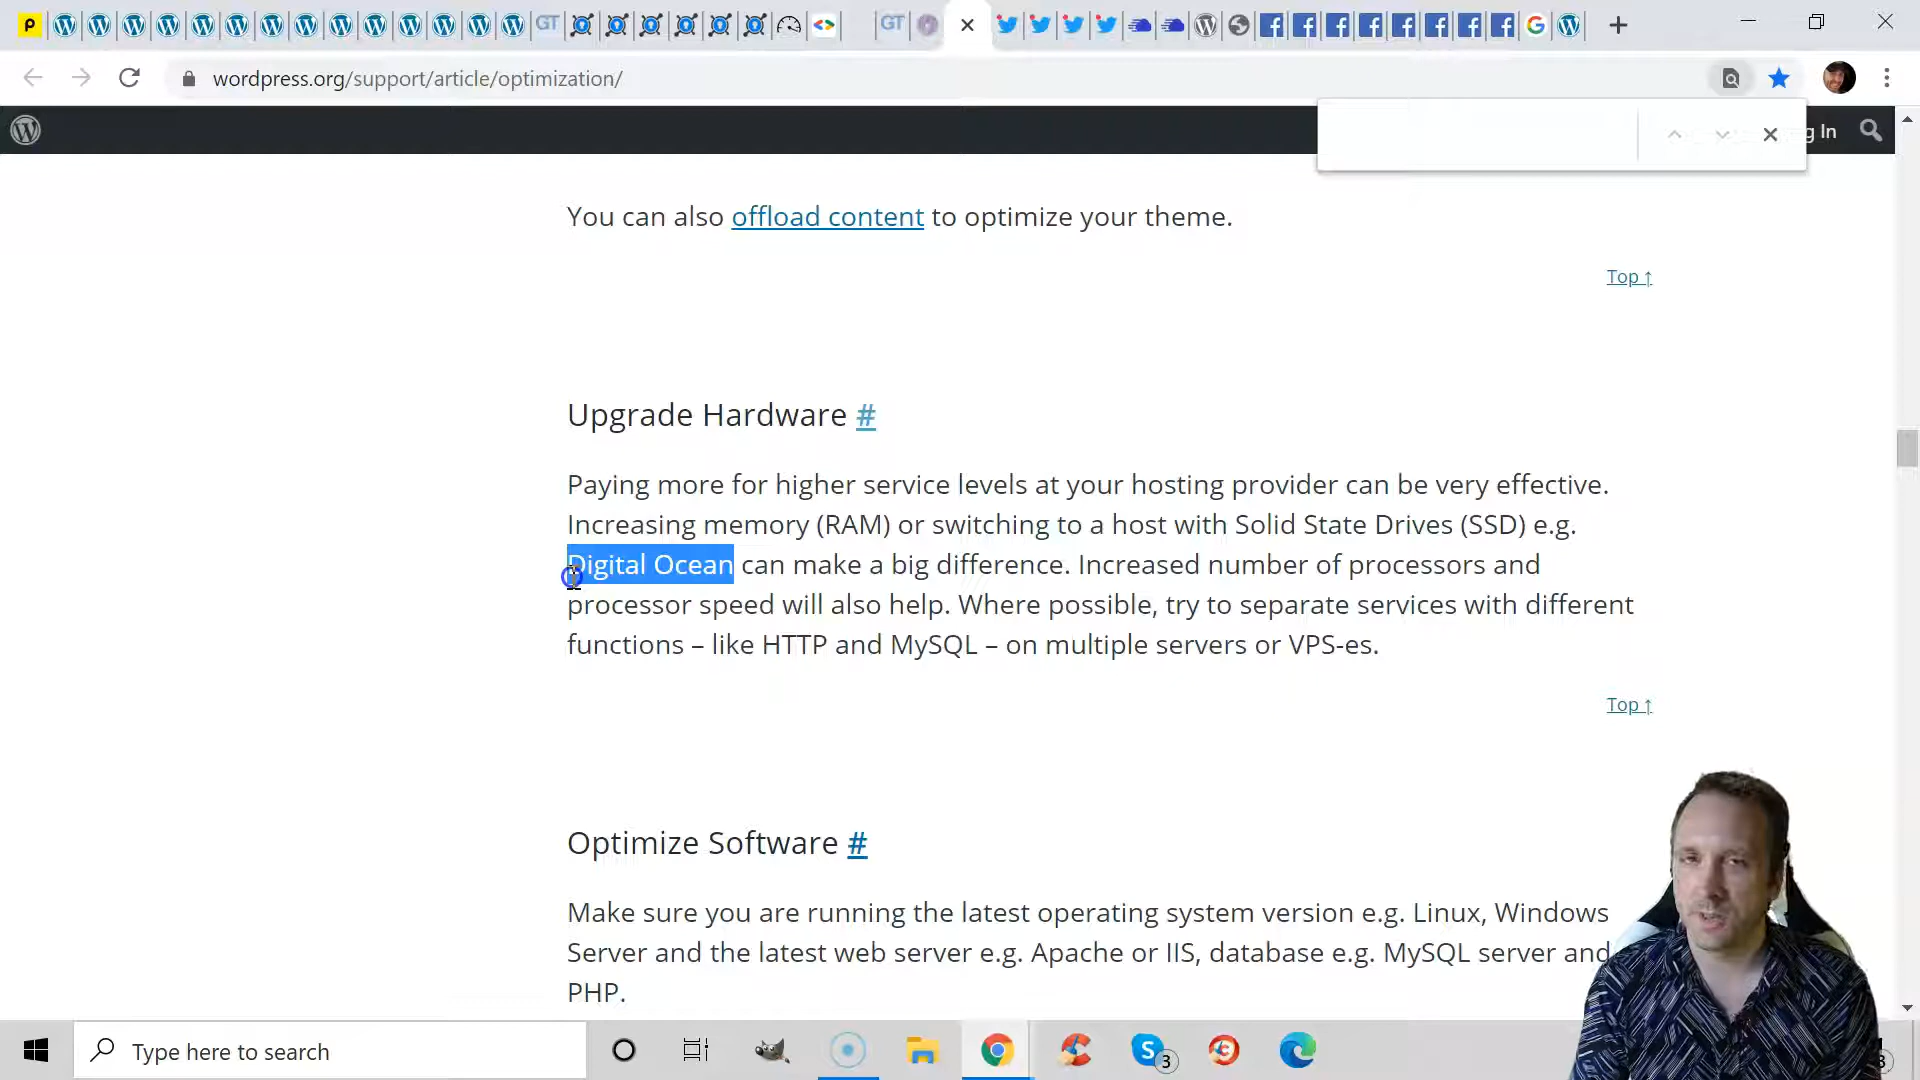 wordpress.org/support/article/optimization/
g In
You can also offload content to optimize your theme.
Top ↑
Upgrade Hardware #
Paying more for higher service levels at your hosting provider can be very effective.
Increasing memory (RAM) or switching to a host with Solid State Drives (SSD) e.g.
Digital Ocean can make a big difference. Increased number of processors and
processor speed will also help. Where possible, try to separate services with different
functions – like HTTP and MySQL – on multiple servers or VPS-es.
Top ↑
Optimize Software #
Make sure you are running the latest operating system version e.g. Linux, Windows
Server and the latest web server e.g. Apache or IIS, database e.g. MySQL server and
PHP.
Type here to search
3